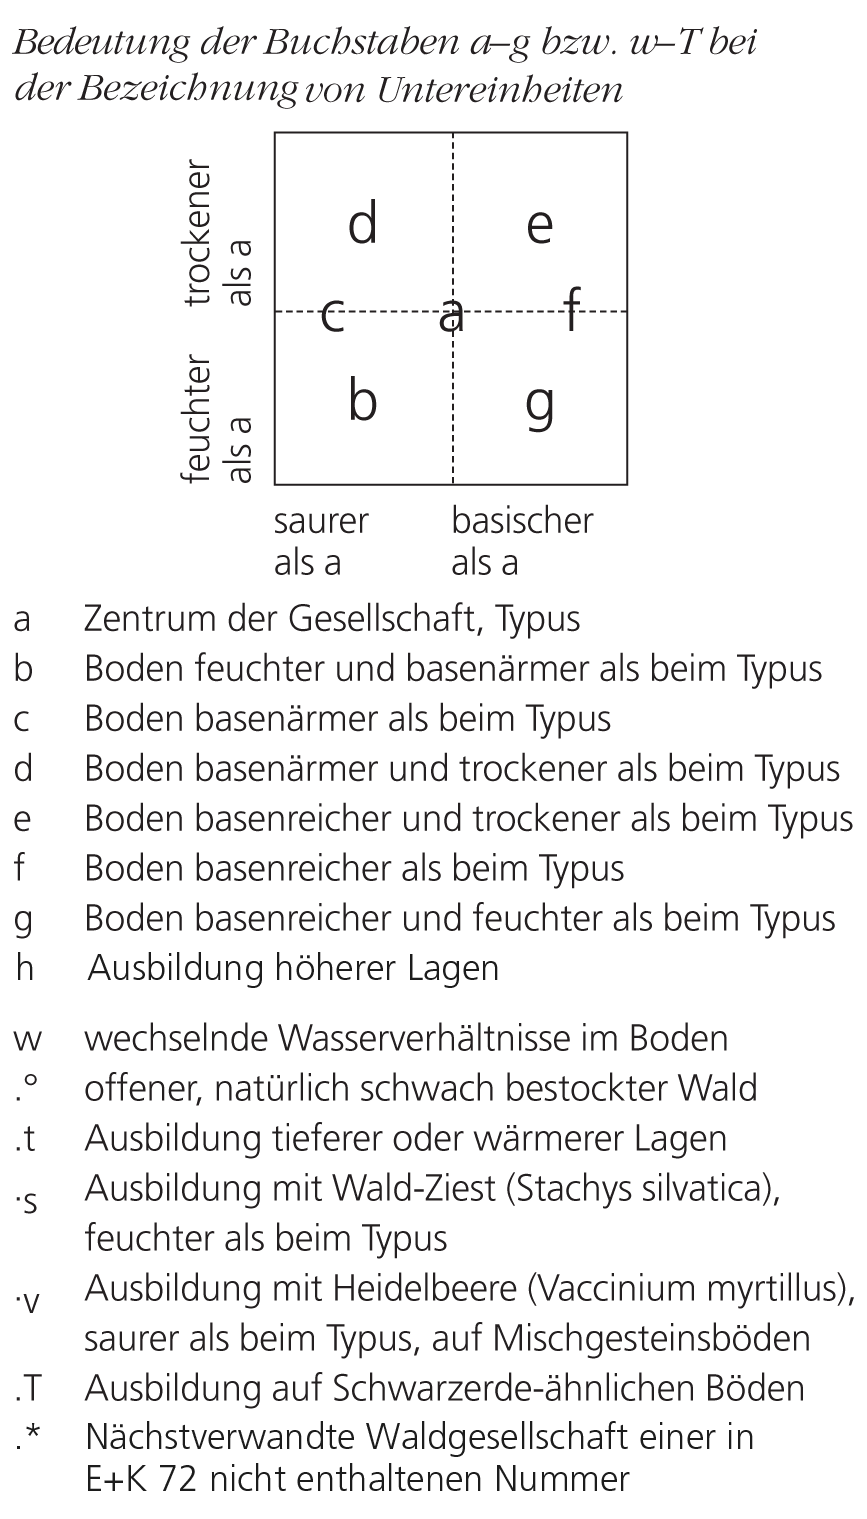 Bedeutung der Buchstaben a–g bzw. w–T bei
der Bezeichnung von Untereinheiten
trockener
als a
feuchter
als a
d
e
c
a
f
b
g
saurer
als a
basischer
als a
a Zentrum der Gesellschaft, Typus
b Boden feuchter und basenärmer als beim Typus
c Boden basenärmer als beim Typus
d Boden basenärmer und trockener als beim Typus
e Boden basenreicher und trockener als beim Typus
f Boden basenreicher als beim Typus
g Boden basenreicher und feuchter als beim Typus
h Ausbildung höherer Lagen
w wechselnde Wasserverhältnisse im Boden
.° offener, natürlich schwach bestockter Wald
.t Ausbildung tieferer oder wärmerer Lagen
.s Ausbildung mit Wald-Ziest (Stachys silvatica),
feuchter als beim Typus
.v Ausbildung mit Heidelbeere (Vaccinium myrtillus),
saurer als beim Typus, auf Mischgesteinsböden
.T Ausbildung auf Schwarzerde-ähnlichen Böden
.* Nächstverwandte Waldgesellschaft einer in
E+K 72 nicht enthaltenen Nummer